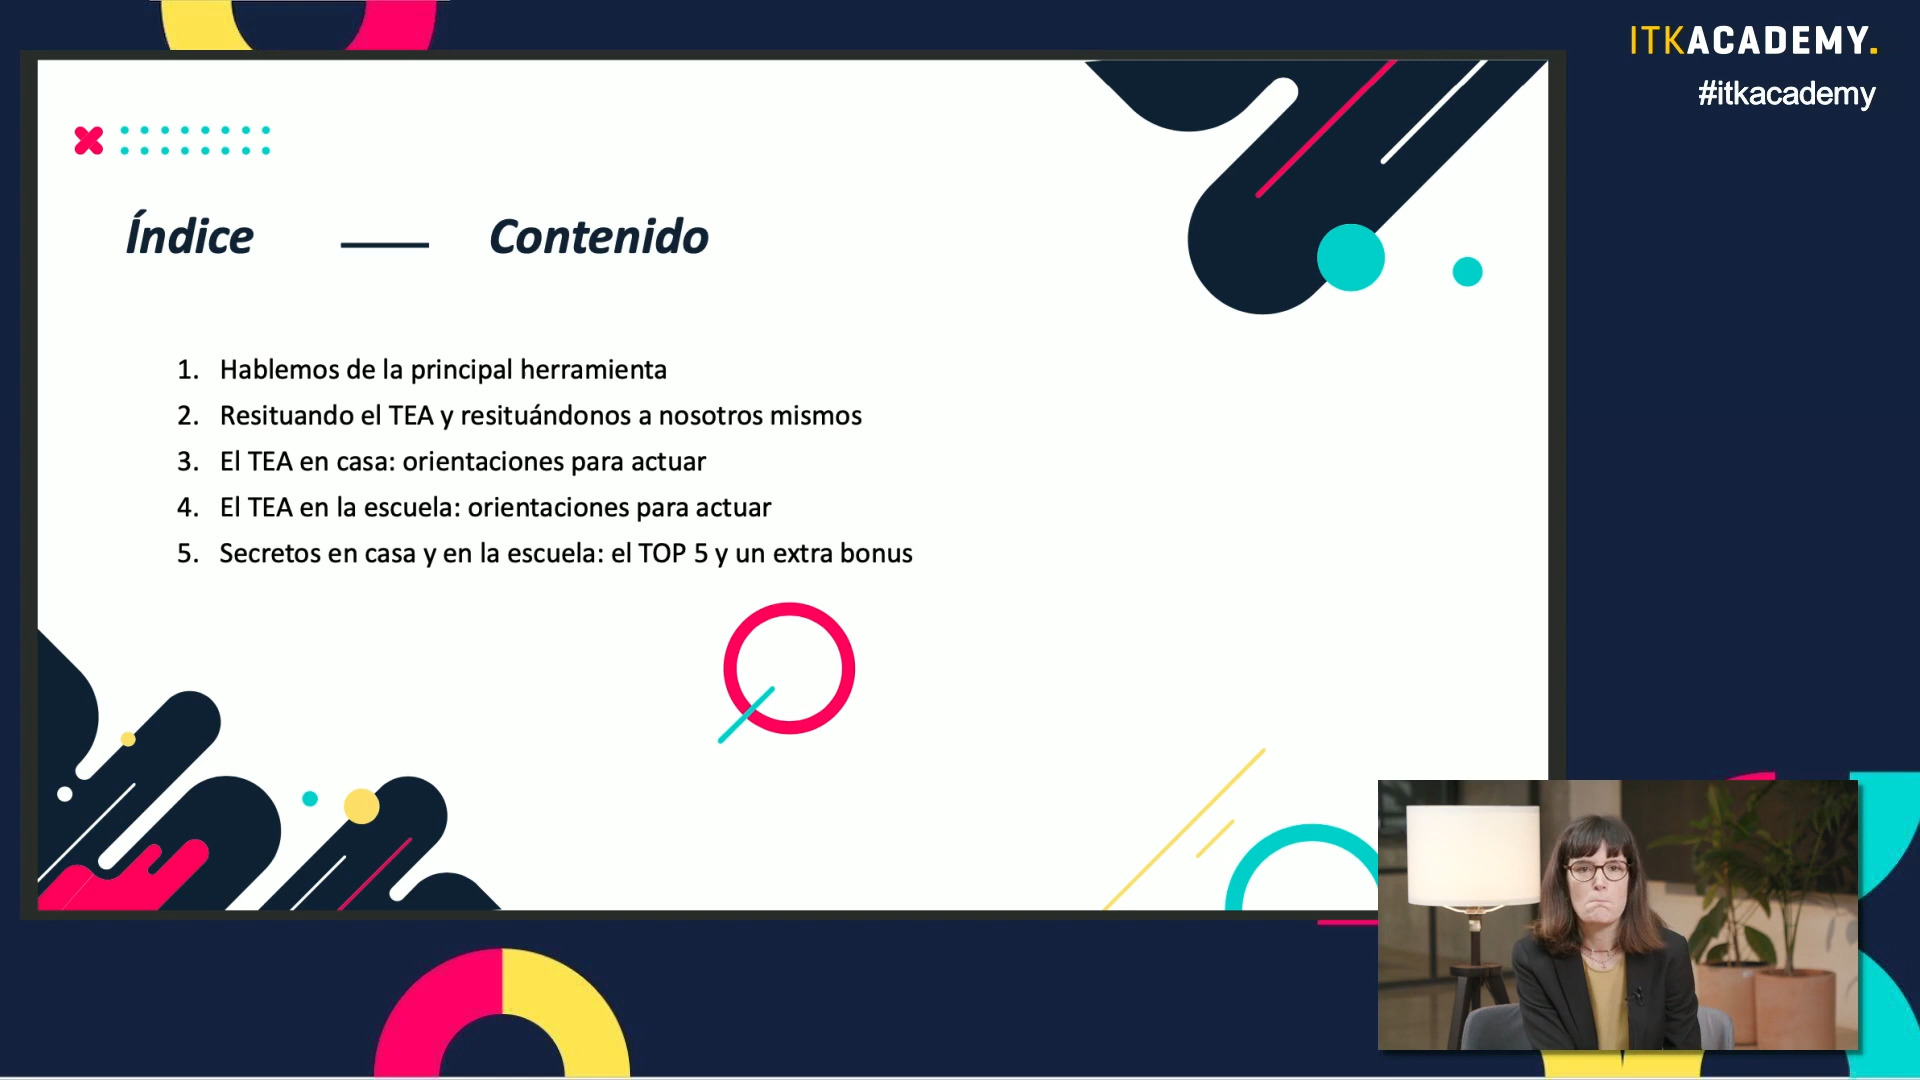 ITKACADEMY.
#itkacademy
Índice — Contenido
1. Hablemos de la principal herramienta
2. Resituando el TEA y resituándonos a nosotros mismos
3. El TEA en casa: orientaciones para actuar
4. El TEA en la escuela: orientaciones para actuar
5. Secretos en casa y en la escuela: el TOP 5 y un extra bonus